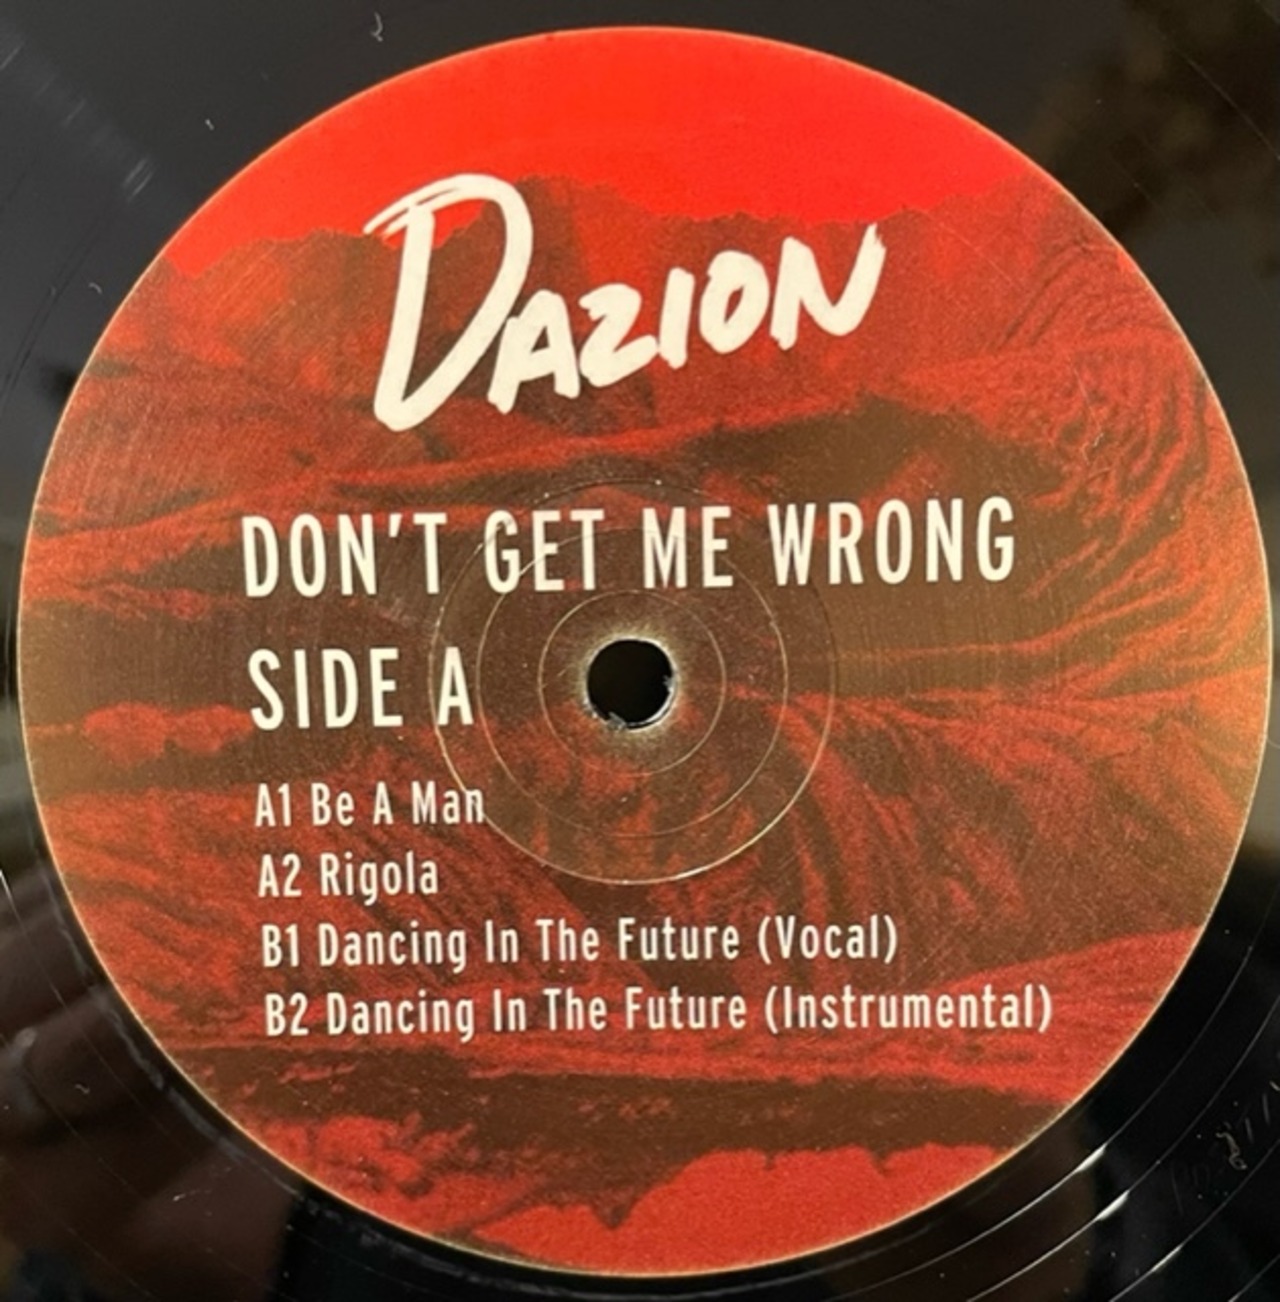 DAZION
DON'T GET ME WRONG
SIDE A
A1 Be A Man
A2 Rigola
B1 Dancing In The Future (Vocal)
B2 Dancing In The Future (Instrumental)